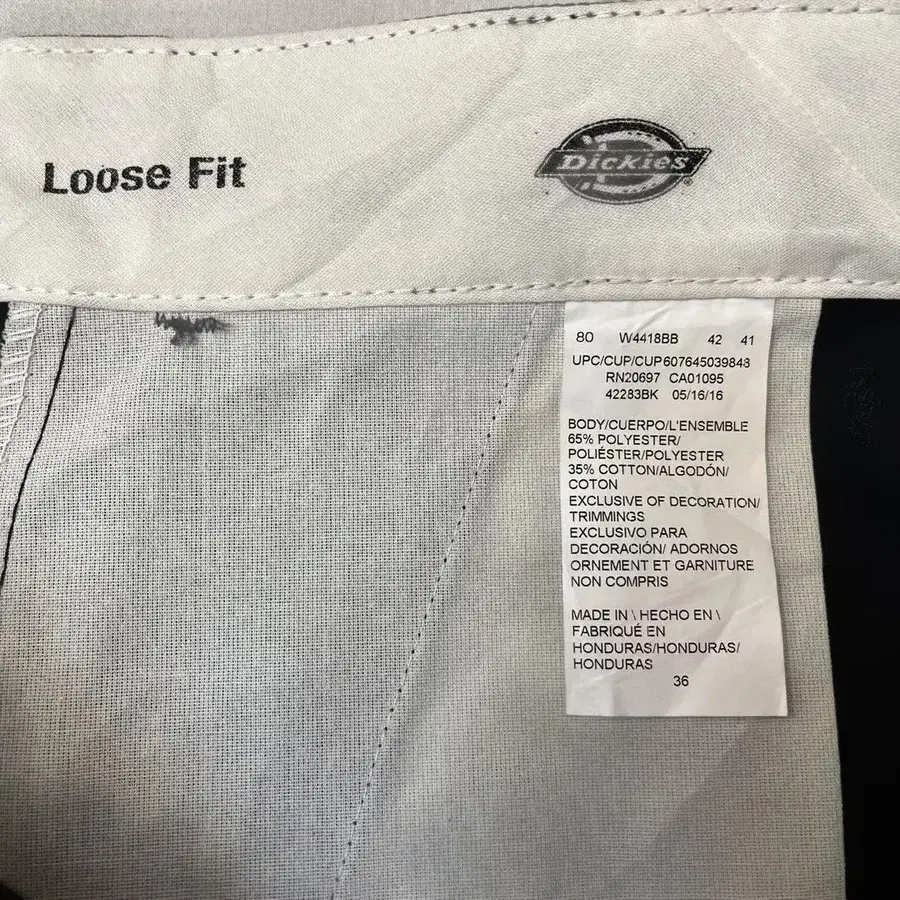 Loose Fit
Dickies
80 W4418BB 42 41
UPC/CUP/CUP607645039848
RN20697 CA01095
42283BK 05/16/16
BODY/CUERPO/L'ENSEMBLE
65% POLYESTER/
POLIÉSTER/POLYESTER
35% COTTON/ALGODÓN/
COTON
EXCLUSIVE OF DECORATION/
TRIMMINGS
EXCLUSIVO PARA
DECORACIÓN/ ADORNOS
ORNEMENT ET GARNITURE
NON COMPRIS
MADE IN \ HECHO EN \
FABRIQUÉ EN
HONDURAS/HONDURAS/
HONDURAS
36